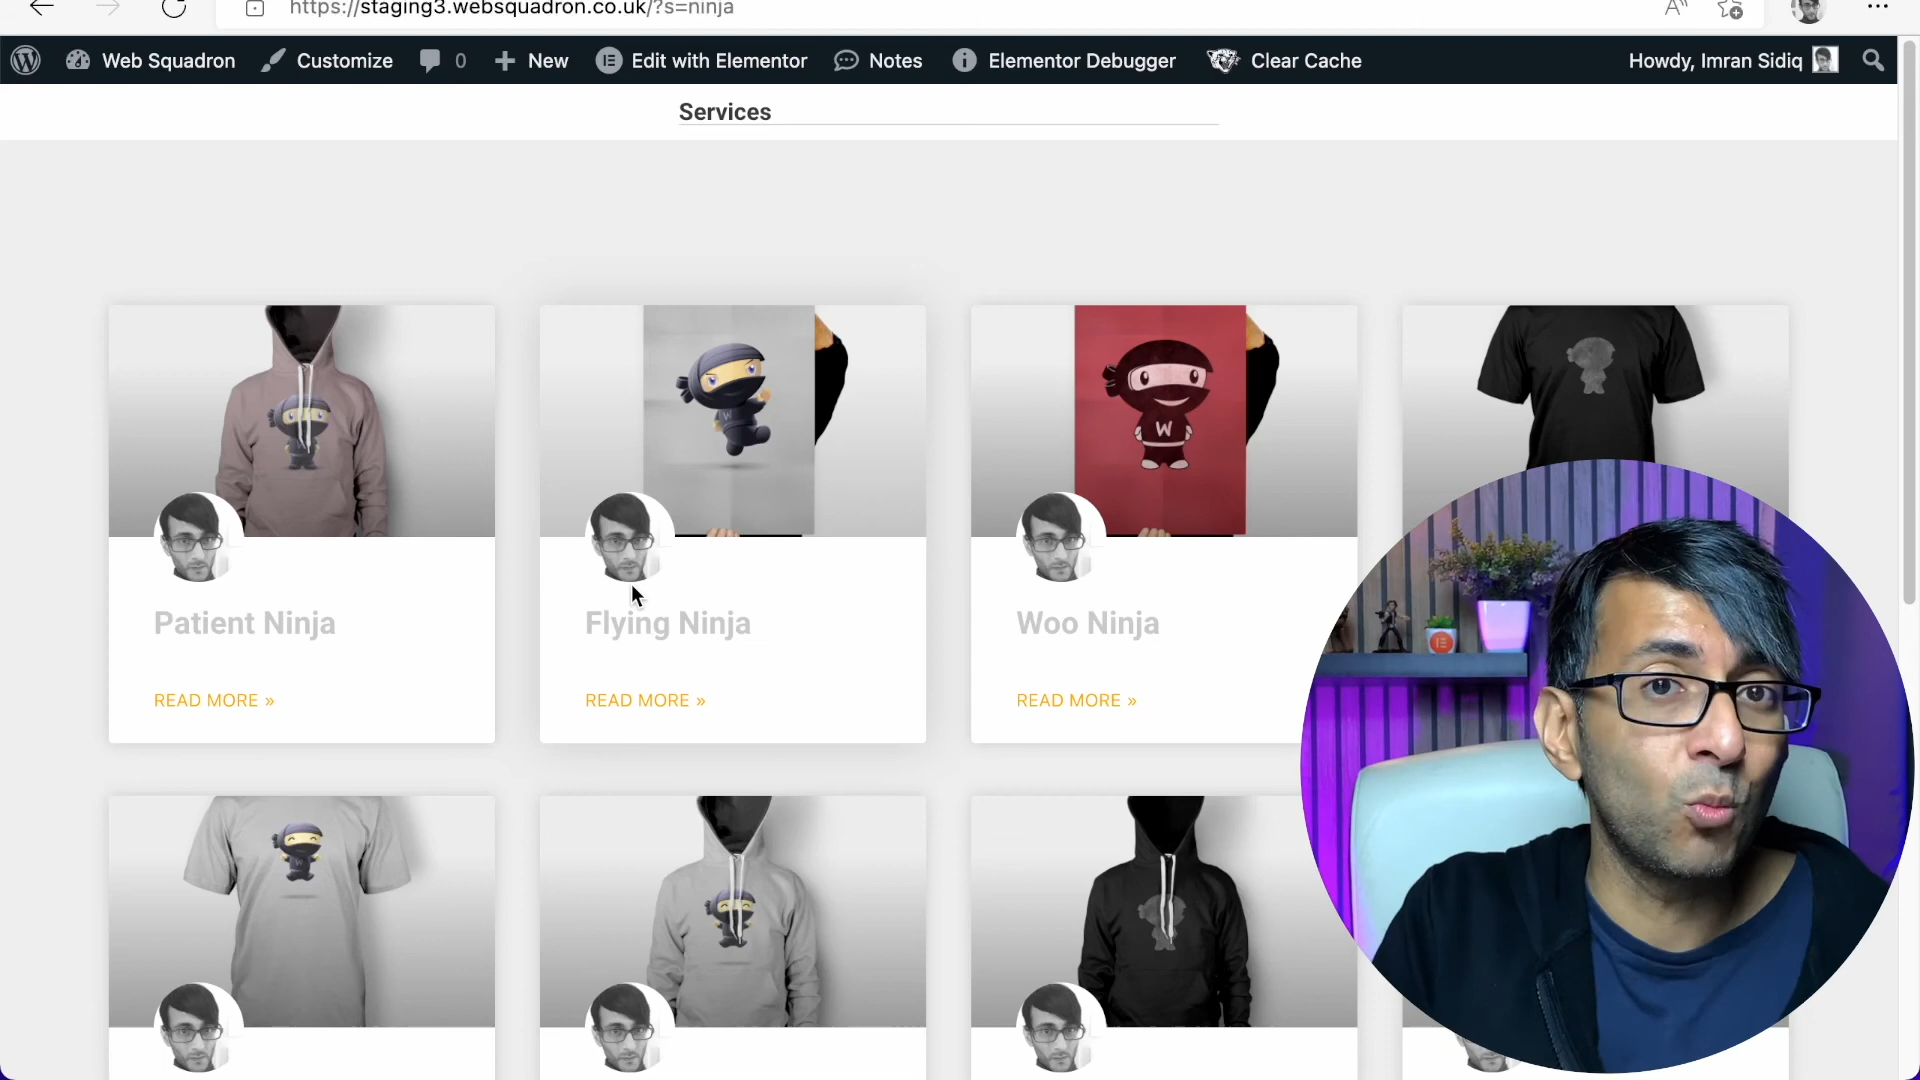 https://staging3.websquadron.co.uk/?s=ninja
Web Squadron Customize 0 New Edit with Elementor Notes Elementor Debugger Clear Cache Howdy, Imran Sidiq
Services
W
W
Patient Ninja Flying Ninja Woo Ninja
READ MORE » READ MORE » READ MORE »
W